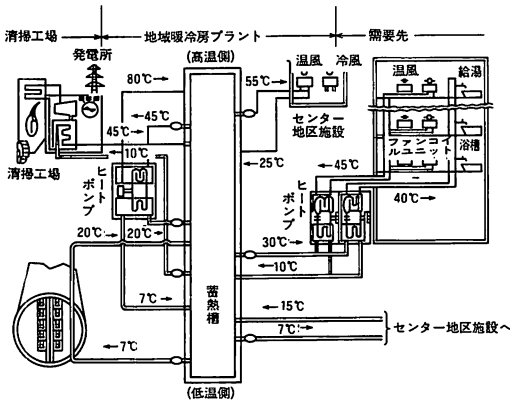 清掃工場
地域暖冷房プラント
需要先
発電所
(高温側)
温風 冷風
80℃
55℃
温風
給湯
45℃
45℃
センター
地区施設
ファンコイ
ルユニット
浴槽
10℃
25℃
45℃
清掃工場
ヒートポンプ
ヒートポンプ
40℃
20℃
20℃
30℃
10℃
蓄熱槽
7℃
15℃
7℃
センター地区施設へ
7℃
(低温側)